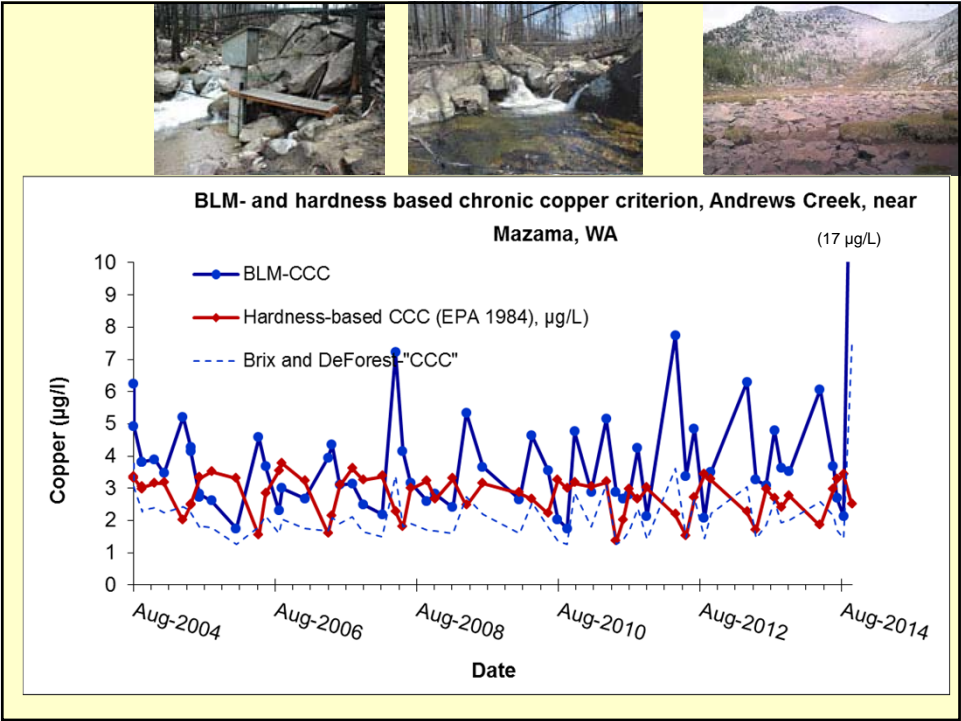 BLM- and hardness based chronic copper criterion, Andrews Creek, near
Mazama, WA
(17 µg/L)
10
9
8
7
6
5
4
3
2
1
0
Copper (µg/l)
BLM-CCC
Hardness-based CCC (EPA 1984), µg/L)
Brix and DeForest-"CCC"
Aug-2004
Aug-2006
Aug-2008
Aug-2010
Aug-2012
Aug-2014
Date